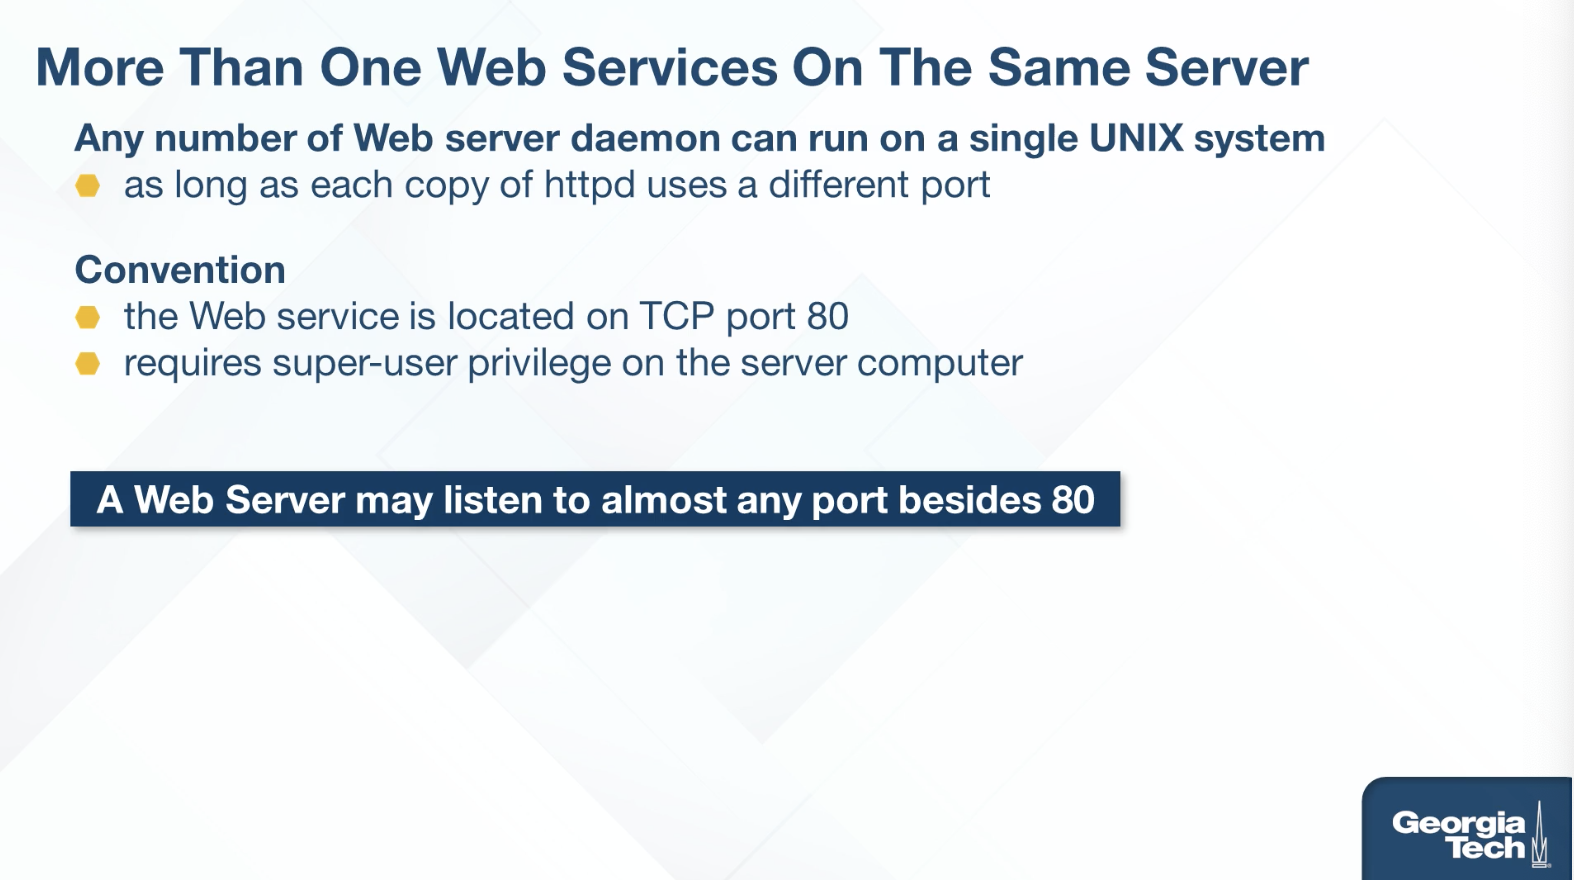 More Than One Web Services On The Same Server
Any number of Web server daemon can run on a single UNIX system
as long as each copy of httpd uses a different port
Convention
the Web service is located on TCP port 80
requires super-user privilege on the server computer
A Web Server may listen to almost any port besides 80
Georgia
Tech